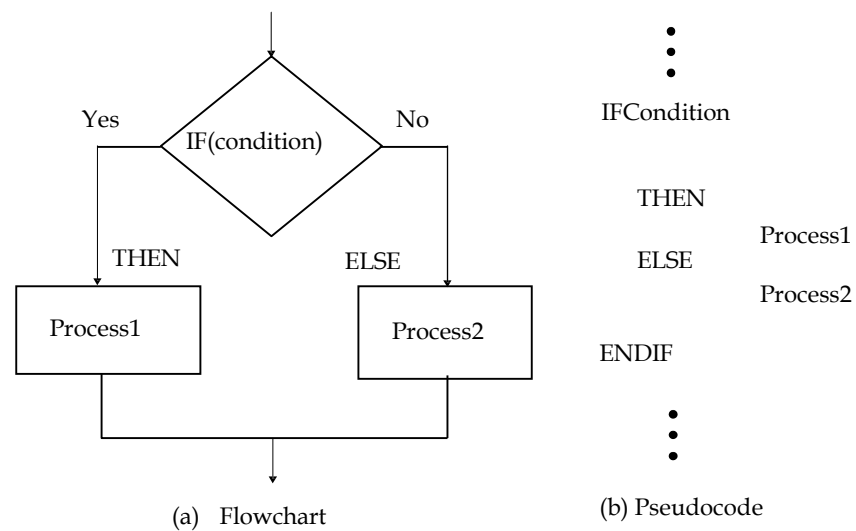 Yes
No
IF(condition)
THEN
ELSE
Process1
Process2
(a) Flowchart
IFCondition
THEN
Process1
ELSE
Process2
ENDIF
(b) Pseudocode